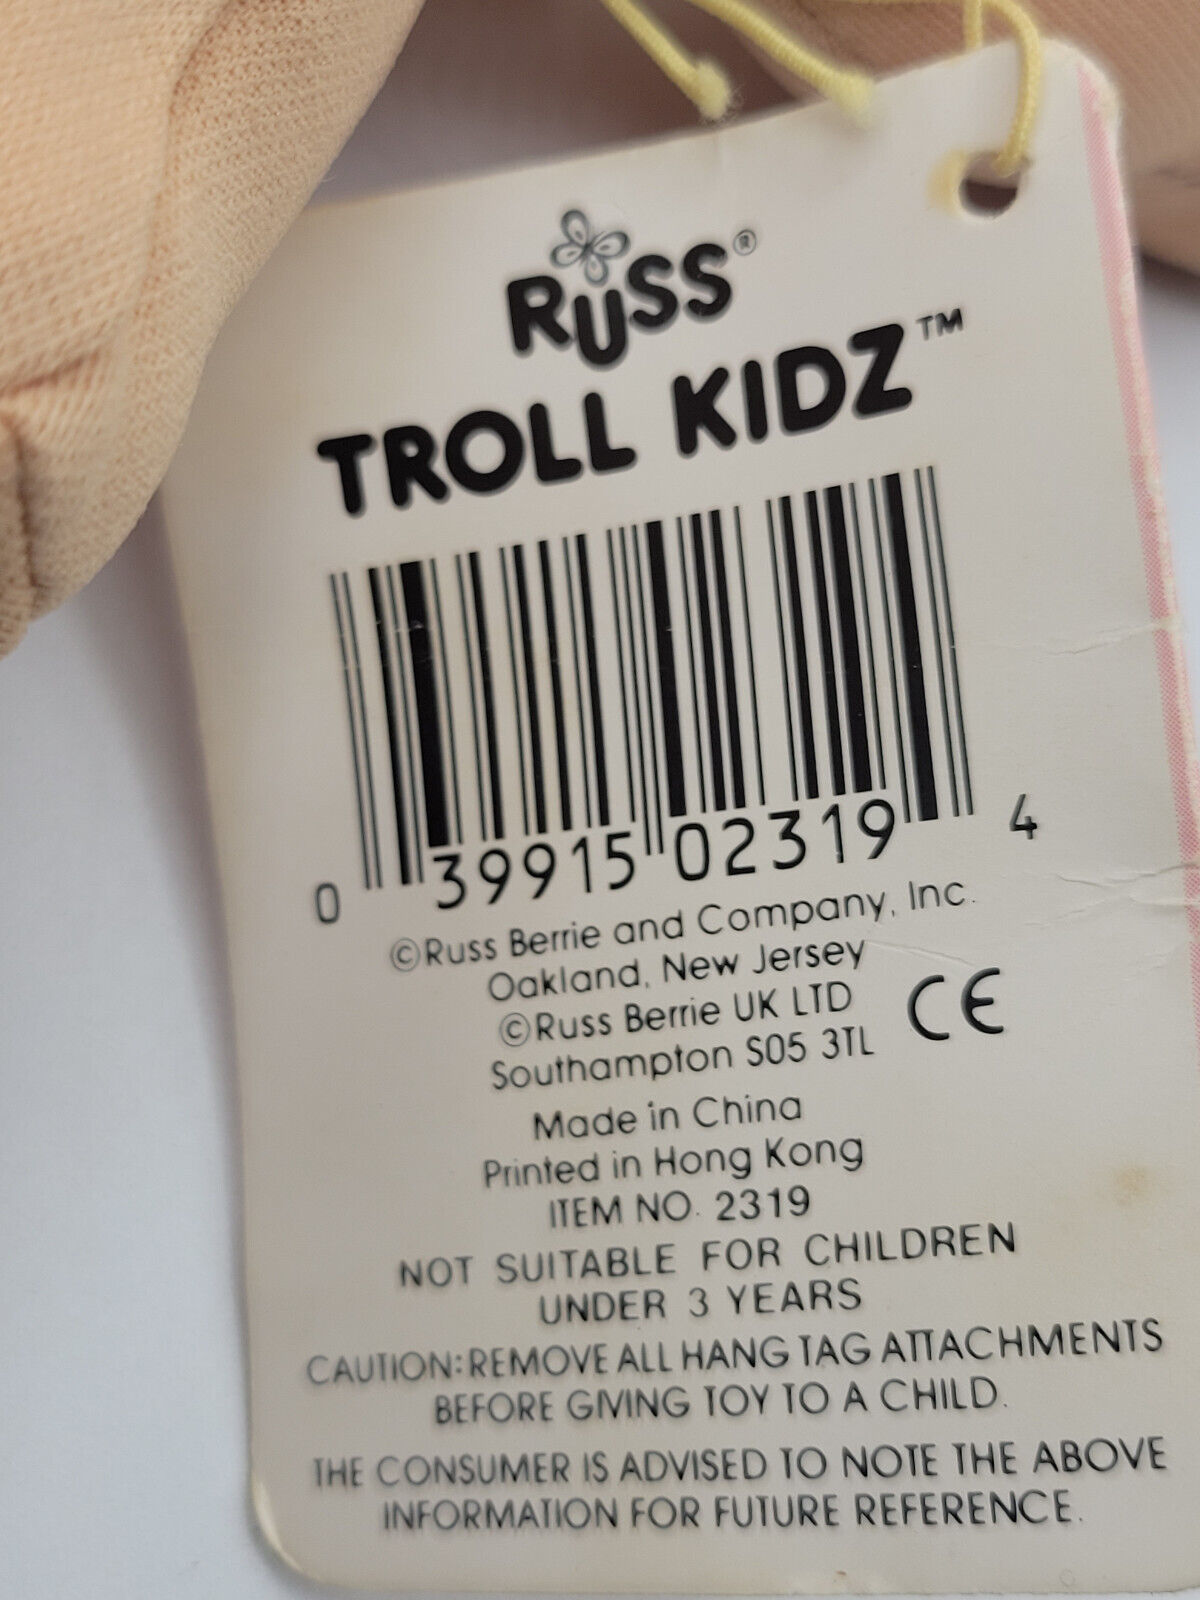 RUSS®
TROLL KIDZ™
0 39915 02319 4
©Russ Berrie and Company, Inc.
Oakland, New Jersey
©Russ Berrie UK LTD
Southampton S05 3TL
CE
Made in China
Printed in Hong Kong
ITEM NO. 2319
NOT SUITABLE FOR CHILDREN
UNDER 3 YEARS
CAUTION: REMOVE ALL HANG TAG ATTACHMENTS
BEFORE GIVING TOY TO A CHILD.
THE CONSUMER IS ADVISED TO NOTE THE ABOVE
INFORMATION FOR FUTURE REFERENCE.